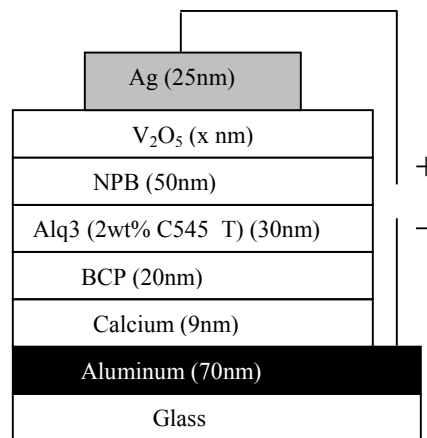 Ag (25nm)
V₂O₅ (x nm)
NPB (50nm)
+
Alq3 (2wt% C545 T) (30nm)
−
BCP (20nm)
Calcium (9nm)
Aluminum (70nm)
Glass